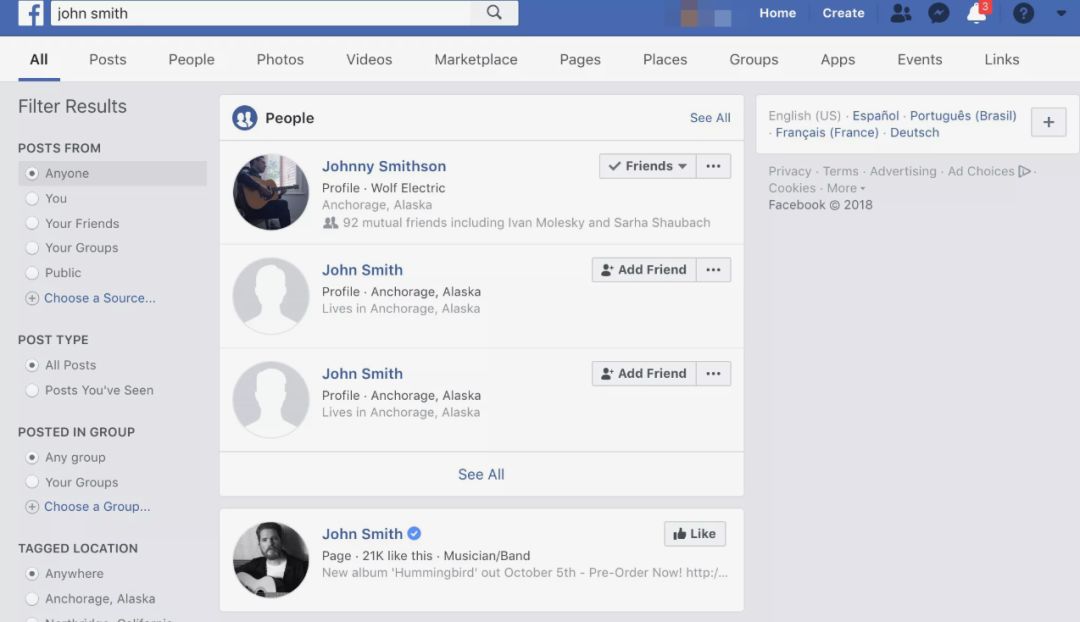 f john smith
Home Create 3 ?
All Posts People Photos Videos Marketplace Pages Places Groups Apps Events Links
Filter Results
POSTS FROM
Anyone
You
Your Friends
Your Groups
Public
Choose a Source...
POST TYPE
All Posts
Posts You've Seen
POSTED IN GROUP
Any group
Your Groups
Choose a Group...
TAGGED LOCATION
Anywhere
Anchorage, Alaska
Northridge, California
People See All
Johnny Smithson Friends
Profile · Wolf Electric
Anchorage, Alaska
92 mutual friends including Ivan Molesky and Sarha Shaubach
John Smith Add Friend
Profile · Anchorage, Alaska
Lives in Anchorage, Alaska
John Smith Add Friend
Profile · Anchorage, Alaska
Lives in Anchorage, Alaska
See All
John Smith Like
Page · 21K like this · Musician/Band
New album 'Hummingbird' out October 5th - Pre-Order Now! http:/...
English (US) · Español · Português (Brasil)
· Français (France) · Deutsch
Privacy · Terms · Advertising · Ad Choices ·
Cookies · More
Facebook © 2018